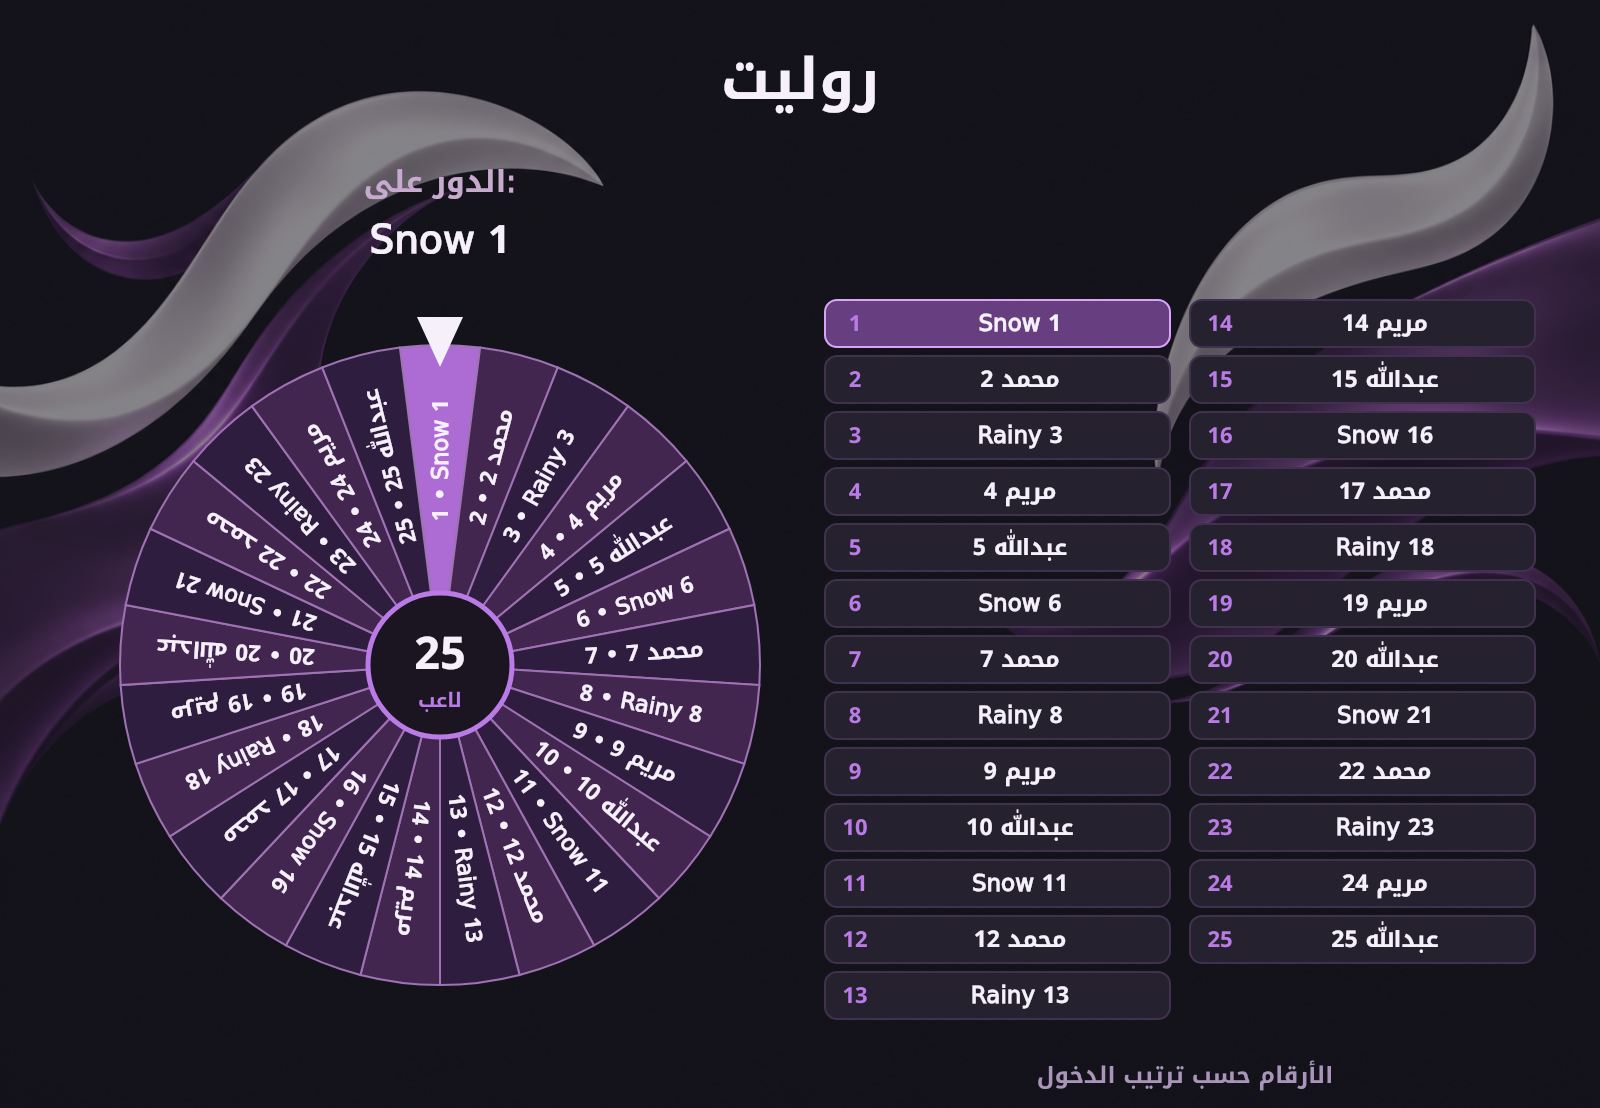 روليت
الدور على:
Snow 1
1 • Snow 1
2 • محمد 2
3 • Rainy 3
4 • مريم 4
5 • عبدالله 5
6 • Snow 6
7 • محمد 7
8 • Rainy 8
9 • مريم 9
10 • عبدالله 10
11 • Snow 11
12 • محمد 12
13 • Rainy 13
14 • مريم 14
15 • عبدالله 15
16 • Snow 16
17 • محمد 17
18 • Rainy 18
19 • مريم 19
20 • عبدالله 20
21 • Snow 21
22 • محمد 22
23 • Rainy 23
24 • مريم 24
25 • عبدالله 25
25
لاعب
1 Snow 1
2 محمد 2
3 Rainy 3
4 مريم 4
5 عبدالله 5
6 Snow 6
7 محمد 7
8 Rainy 8
9 مريم 9
10 عبدالله 10
11 Snow 11
12 محمد 12
13 Rainy 13
14 مريم 14
15 عبدالله 15
16 Snow 16
17 محمد 17
18 Rainy 18
19 مريم 19
20 عبدالله 20
21 Snow 21
22 محمد 22
23 Rainy 23
24 مريم 24
25 عبدالله 25
الأرقام حسب ترتيب الدخول